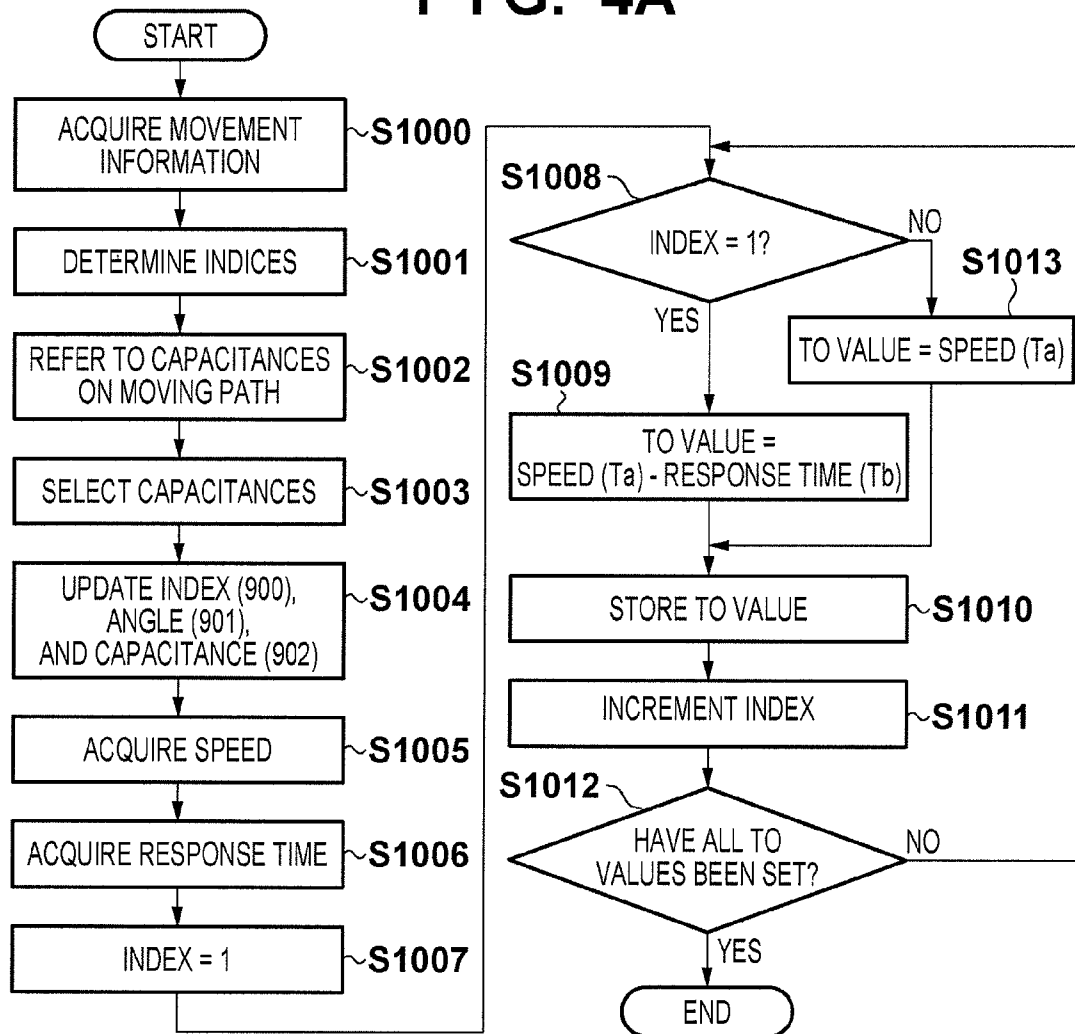 FIG. 4A
START
ACQUIRE MOVEMENT
INFORMATION
S1000
DETERMINE INDICES
S1001
REFER TO CAPACITANCES
ON MOVING PATH
S1002
SELECT CAPACITANCES
S1003
UPDATE INDEX (900),
ANGLE (901),
AND CAPACITANCE (902)
S1004
ACQUIRE SPEED
S1005
ACQUIRE RESPONSE TIME
S1006
INDEX = 1
S1007
S1008
INDEX = 1?
NO
YES
S1013
TO VALUE = SPEED (Ta)
S1009
TO VALUE =
SPEED (Ta) - RESPONSE TIME (Tb)
STORE TO VALUE
S1010
INCREMENT INDEX
S1011
S1012
HAVE ALL TO
VALUES BEEN SET?
NO
YES
END